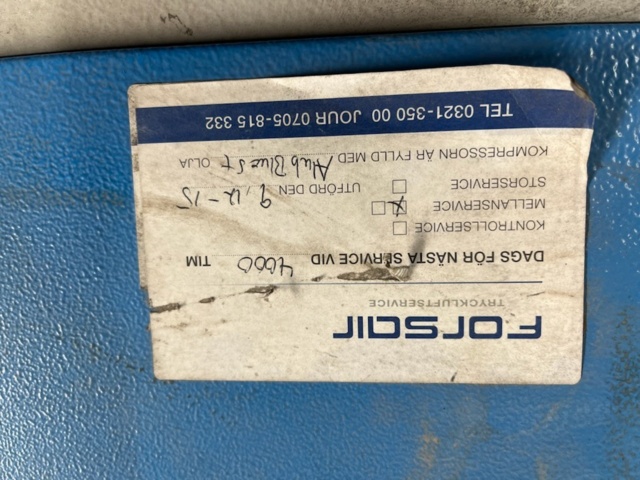 Forsair
TRYCKLUFTSERVICE
DAGS FÖR NÄSTA SERVICE VID 4000 TIM
KONTROLLSERVICE
MELLANSERVICE X
STORSERVICE UTFÖRD DEN 9.12-15
KOMPRESSORN ÄR FYLLD MED OLJA
TEL 0321-350 00 JOUR 0705-815 332